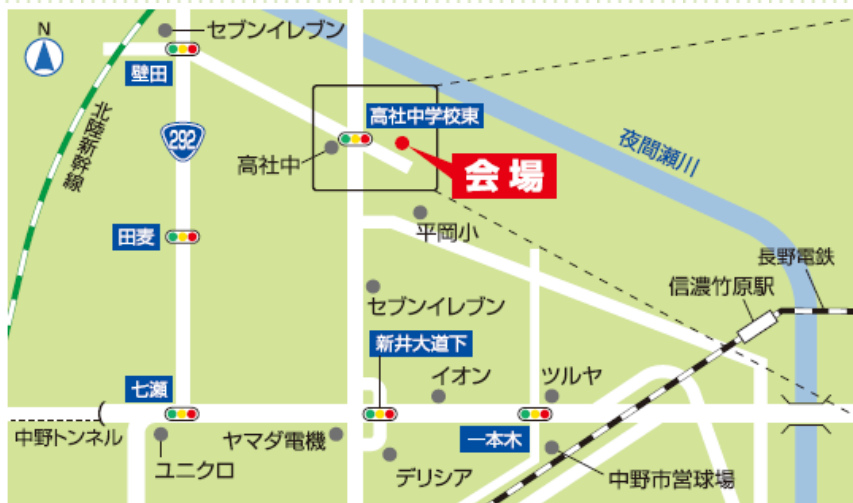 N
セブンイレブン
壁田
292
北陸新幹線
高社中学校東
高社中
会場
夜間瀬川
田麦
平岡小
長野電鉄
信濃竹原駅
セブンイレブン
新井大道下
七瀬
イオン
ツルヤ
中野トンネル
ヤマダ電機
一本木
ユニクロ
デリシア
中野市営球場